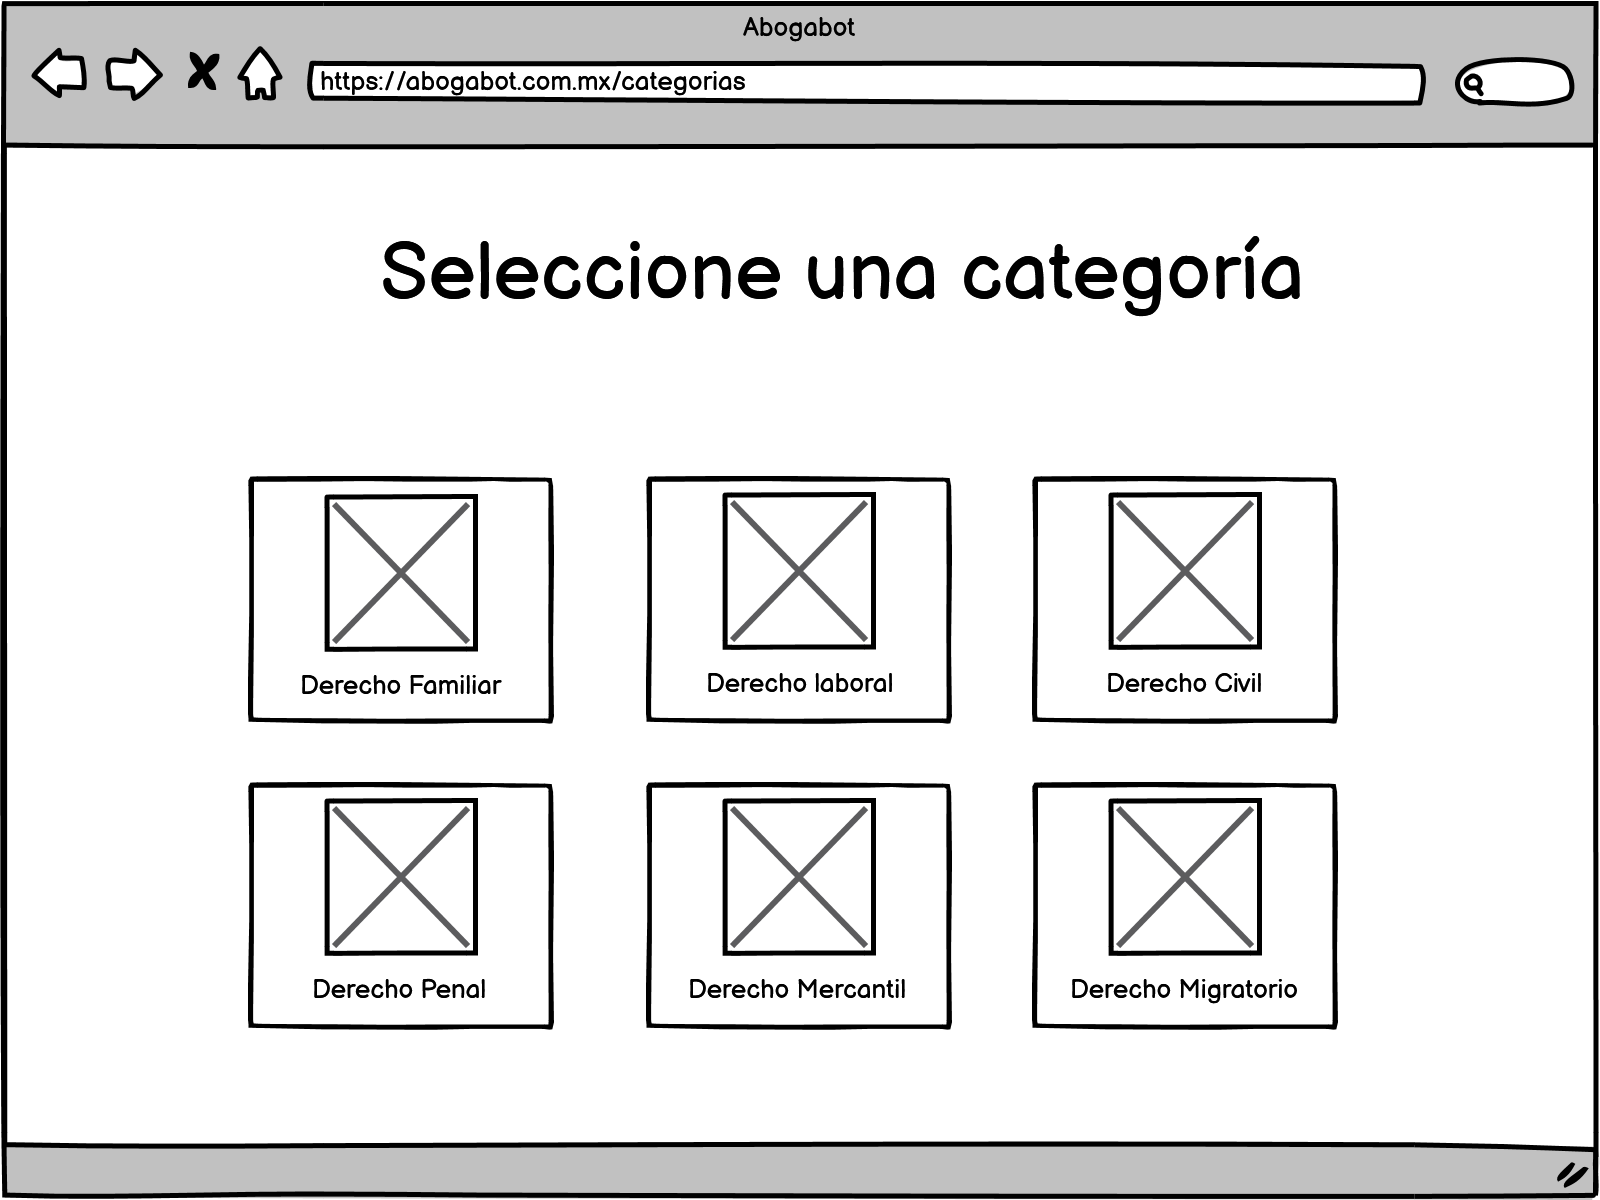 Abogabot
https://abogabot.com.mx/categorias
Seleccione una categoría
Derecho Familiar
Derecho laboral
Derecho Civil
Derecho Penal
Derecho Mercantil
Derecho Migratorio